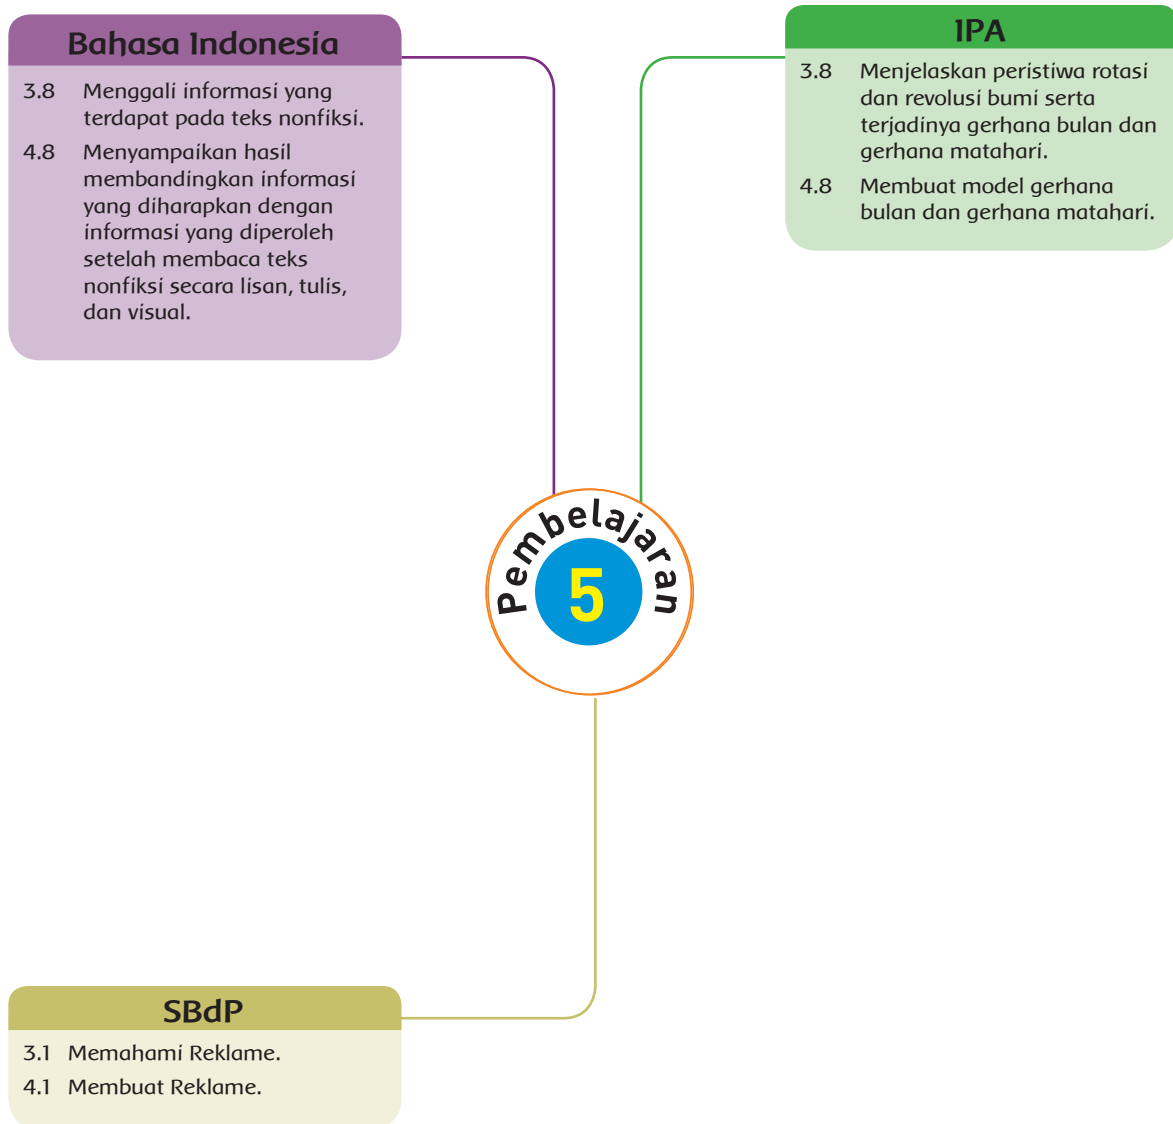 Bahasa Indonesia
3.8 Menggali informasi yang
terdapat pada teks nonfiksi.
4.8 Menyampaikan hasil
membandingkan informasi
yang diharapkan dengan
informasi yang diperoleh
setelah membaca teks
nonfiksi secara lisan, tulis,
dan visual.
IPA
3.8 Menjelaskan peristiwa rotasi
dan revolusi bumi serta
terjadinya gerhana bulan dan
gerhana matahari.
4.8 Membuat model gerhana
bulan dan gerhana matahari.
Pembelajaran
5
SBdP
3.1 Memahami Reklame.
4.1 Membuat Reklame.